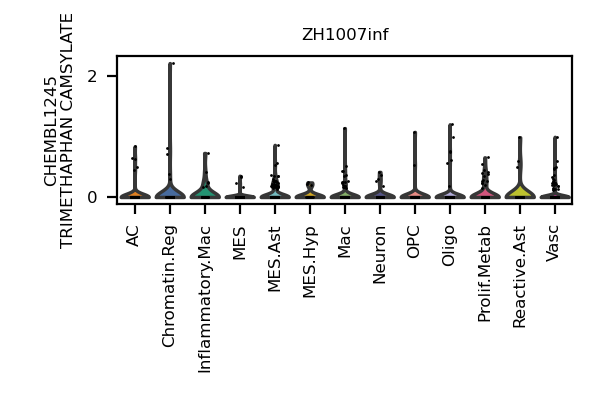 ZH1007inf
CHEMBL1245
TRIMETHAPHAN CAMSYLATE
2
0
AC
Chromatin.Reg
Inflammatory.Mac
MES
MES.Ast
MES.Hyp
Mac
Neuron
OPC
Oligo
Prolif.Metab
Reactive.Ast
Vasc